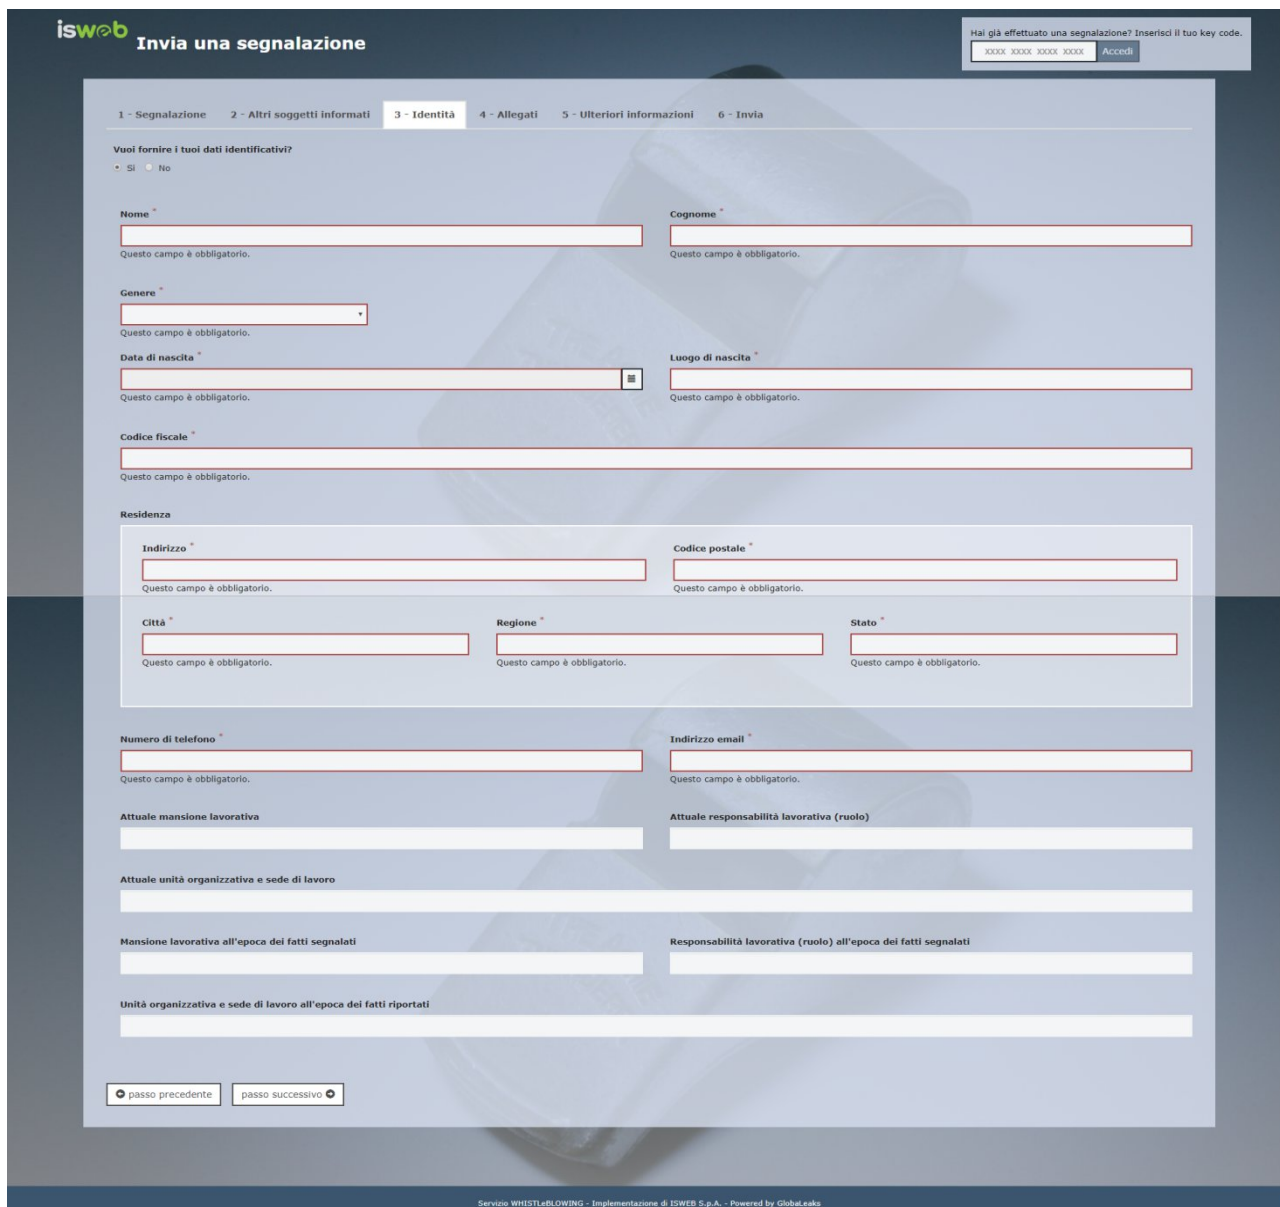 isweb
Invia una segnalazione
Hai già effettuato una segnalazione? Inserisci il tuo key code.
xxxx xxxx xxxx xxxx Accedi
1 - Segnalazione 2 - Altri soggetti informati 3 - Identità 4 - Allegati 5 - Ulteriori informazioni 6 - Invia
Vuoi fornire i tuoi dati identificativi?
Si No
Nome * Cognome *
Questo campo è obbligatorio. Questo campo è obbligatorio.
Genere *
Questo campo è obbligatorio.
Data di nascita * Luogo di nascita *
Questo campo è obbligatorio. Questo campo è obbligatorio.
Codice fiscale *
Questo campo è obbligatorio.
Residenza
Indirizzo * Codice postale *
Questo campo è obbligatorio. Questo campo è obbligatorio.
Città * Regione * Stato *
Questo campo è obbligatorio. Questo campo è obbligatorio. Questo campo è obbligatorio.
Numero di telefono * Indirizzo email *
Questo campo è obbligatorio. Questo campo è obbligatorio.
Attuale mansione lavorativa Attuale responsabilità lavorativa (ruolo)
Attuale unità organizzativa e sede di lavoro
Mansione lavorativa all'epoca dei fatti segnalati Responsabilità lavorativa (ruolo) all'epoca dei fatti segnalati
Unità organizzativa e sede di lavoro all'epoca dei fatti riportati
passo precedente passo successivo
Servizio WHISTLeBLOWING - Implementazione di ISWEB S.p.A. - Powered by GlobaLeaks